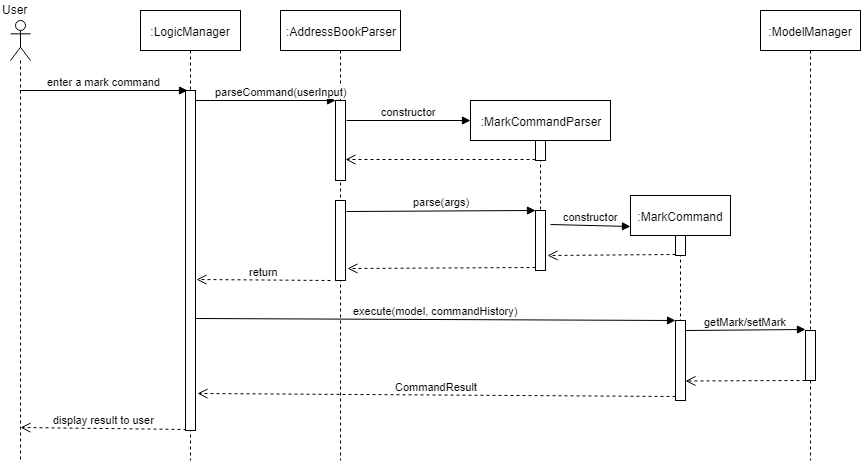 User
:LogicManager
:AddressBookParser
:ModelManager
enter a mark command
parseCommand(userInput)
constructor
:MarkCommandParser
parse(args)
constructor
:MarkCommand
return
execute(model, commandHistory)
getMark/setMark
CommandResult
display result to user